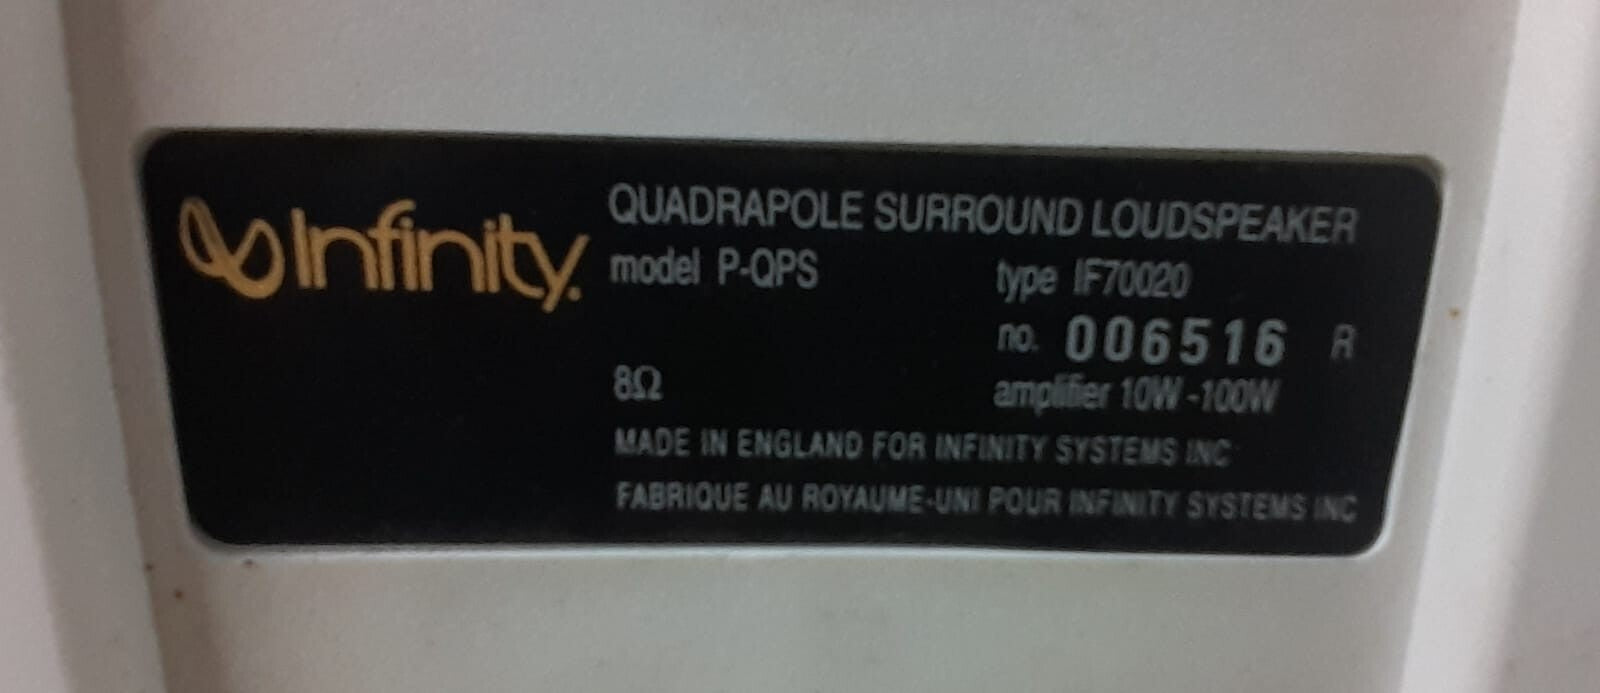 Infinity.
QUADRAPOLE SURROUND LOUDSPEAKER
model P-QPS type IF70020
no. 006516 R
8Ω amplifier 10W-100W
MADE IN ENGLAND FOR INFINITY SYSTEMS INC
FABRIQUE AU ROYAUME-UNI POUR INFINITY SYSTEMS INC